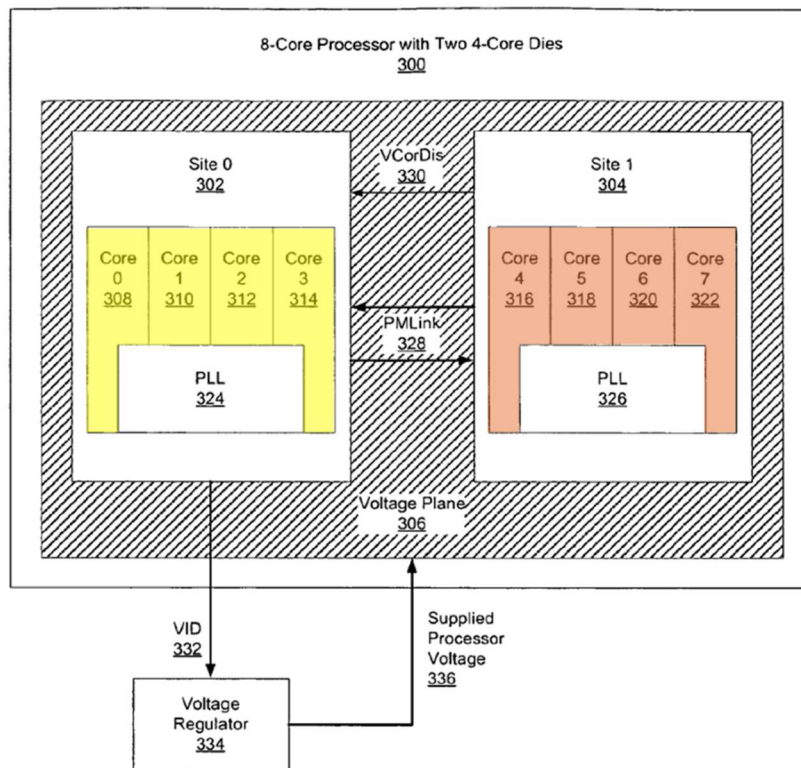 8-Core Processor with Two 4-Core Dies
300
Site 0
302
VCorDis
330
Site 1
304
Core
0
308
Core
1
310
Core
2
312
Core
3
314
Core
4
316
Core
5
318
Core
6
320
Core
7
322
PMLink
328
PLL
324
PLL
326
Voltage Plane
306
VID
332
Supplied
Processor
Voltage
336
Voltage
Regulator
334